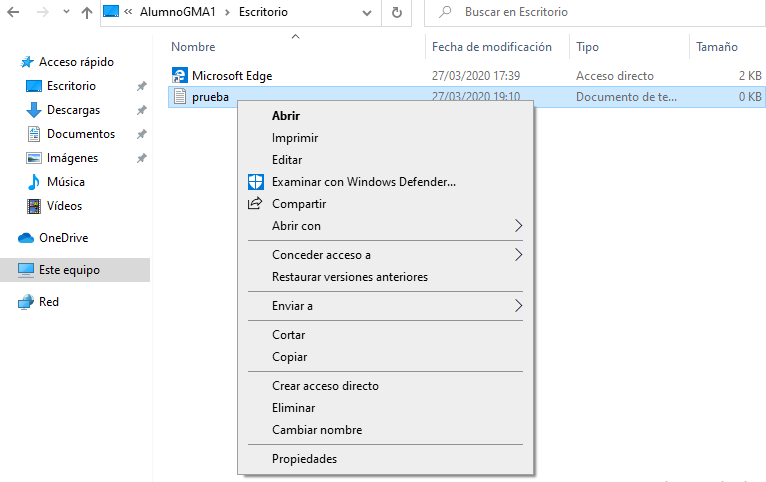 « AlumnoGMA1 › Escritorio
Buscar en Escritorio
Nombre Fecha de modificación Tipo Tamaño
Acceso rápido
Escritorio
Descargas
Documentos
Imágenes
Música
Vídeos
OneDrive
Este equipo
Red
Microsoft Edge 27/03/2020 17:39 Acceso directo 2 KB
prueba 27/03/2020 19:10 Documento de te... 0 KB
Abrir
Imprimir
Editar
Examinar con Windows Defender...
Compartir
Abrir con
Conceder acceso a
Restaurar versiones anteriores
Enviar a
Cortar
Copiar
Crear acceso directo
Eliminar
Cambiar nombre
Propiedades